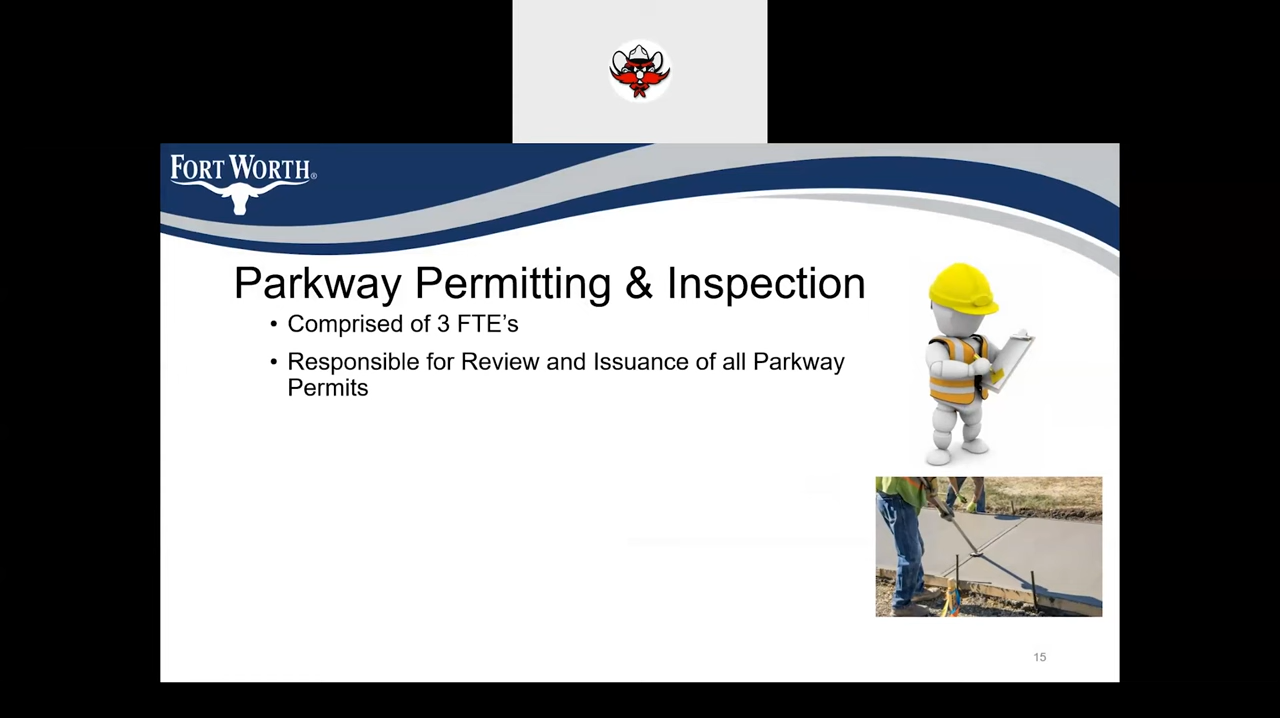 FORT WORTH®
Parkway Permitting & Inspection
• Comprised of 3 FTE's
• Responsible for Review and Issuance of all Parkway
Permits
15